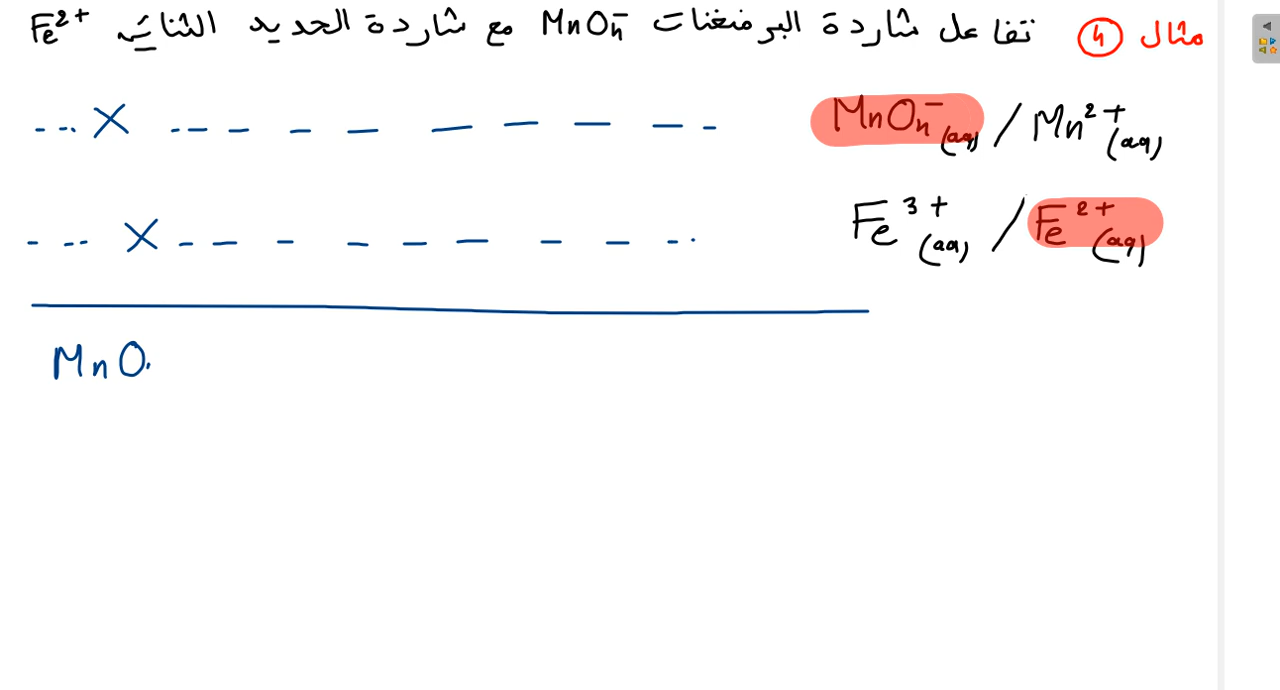 مثال 4 تفاعل شاردة البرمنغنات MnO4- مع شاردة الحديد الثنائي Fe2+
--- X --- - - - - - - - - MnO4-(aq) / Mn2+(aq)
--- X --- - - - - - - - - Fe3+(aq) / Fe2+(aq)
MnO